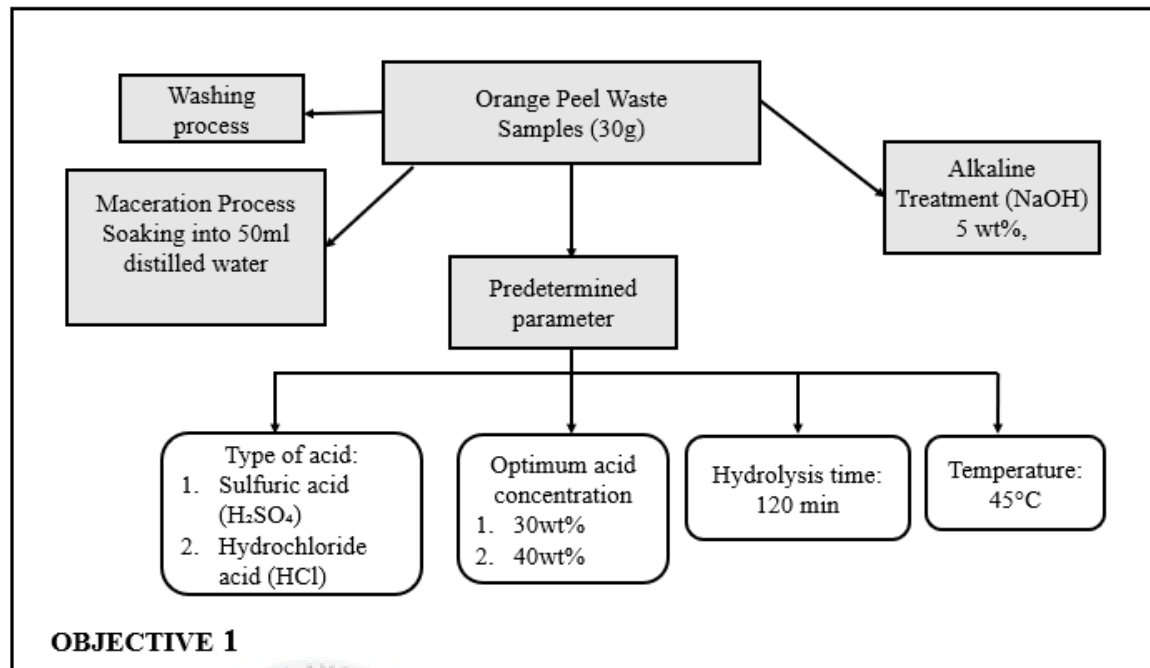 Washing
process
Orange Peel Waste
Samples (30g)
Maceration Process
Soaking into 50ml
distilled water
Alkaline
Treatment (NaOH)
5 wt%,
Predetermined
parameter
Type of acid:
1. Sulfuric acid
(H₂SO₄)
2. Hydrochloride
acid (HCl)
Optimum acid
concentration
1. 30wt%
2. 40wt%
Hydrolysis time:
120 min
Temperature:
45°C
OBJECTIVE 1